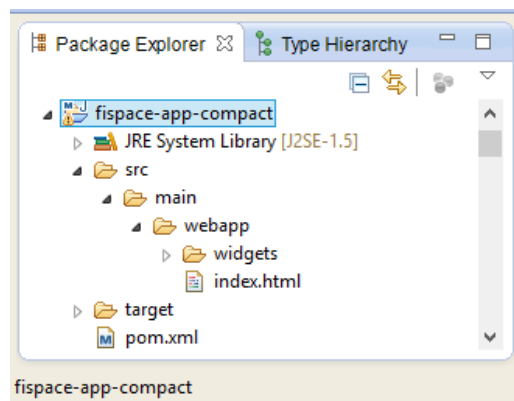 Package Explorer Type Hierarchy
fispace-app-compact
JRE System Library [J2SE-1.5]
src
main
webapp
widgets
index.html
target
pom.xml
fispace-app-compact